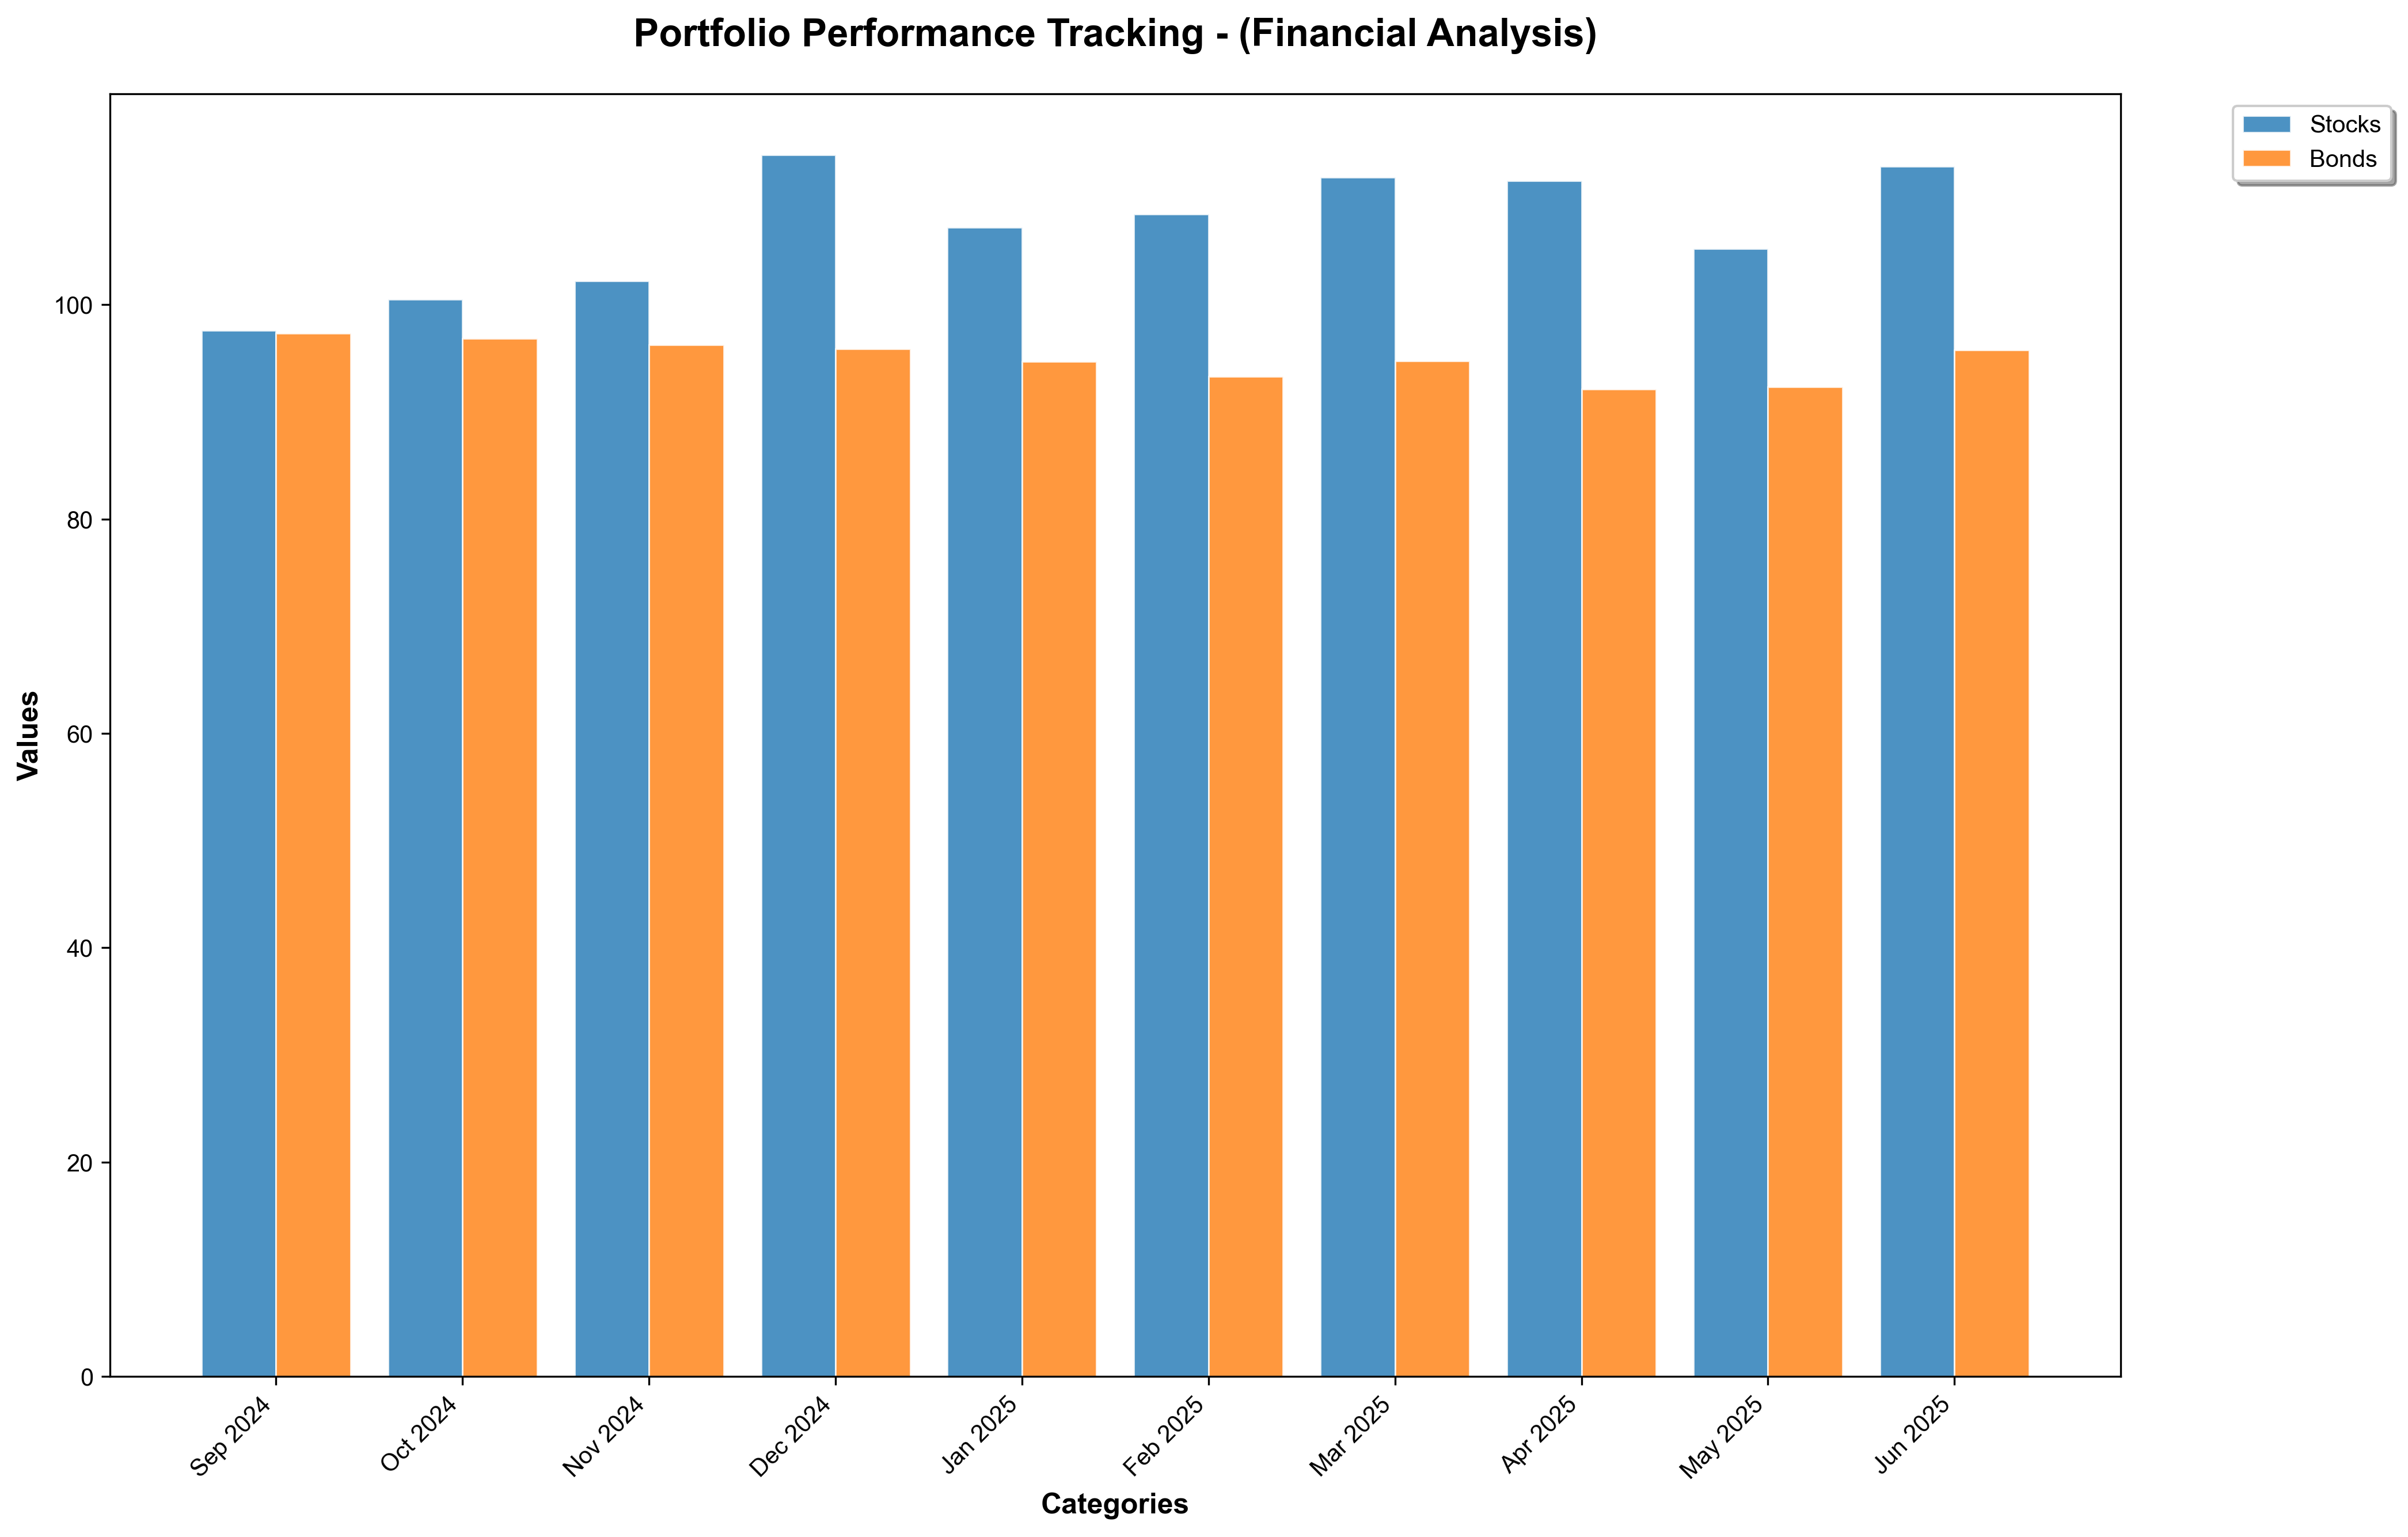 Portfolio Performance Tracking - (Financial Analysis)
Stocks
Bonds
Values
100
80
60
40
20
0
Sep 2024
Oct 2024
Nov 2024
Dec 2024
Jan 2025
Feb 2025
Mar 2025
Apr 2025
May 2025
Jun 2025
Categories